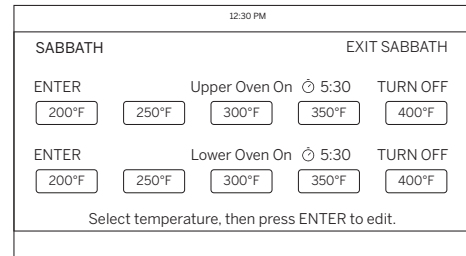 12:30 PM
SABBATH EXIT SABBATH
ENTER Upper Oven On 5:30 TURN OFF
200°F 250°F 300°F 350°F 400°F
ENTER Lower Oven On 5:30 TURN OFF
200°F 250°F 300°F 350°F 400°F
Select temperature, then press ENTER to edit.